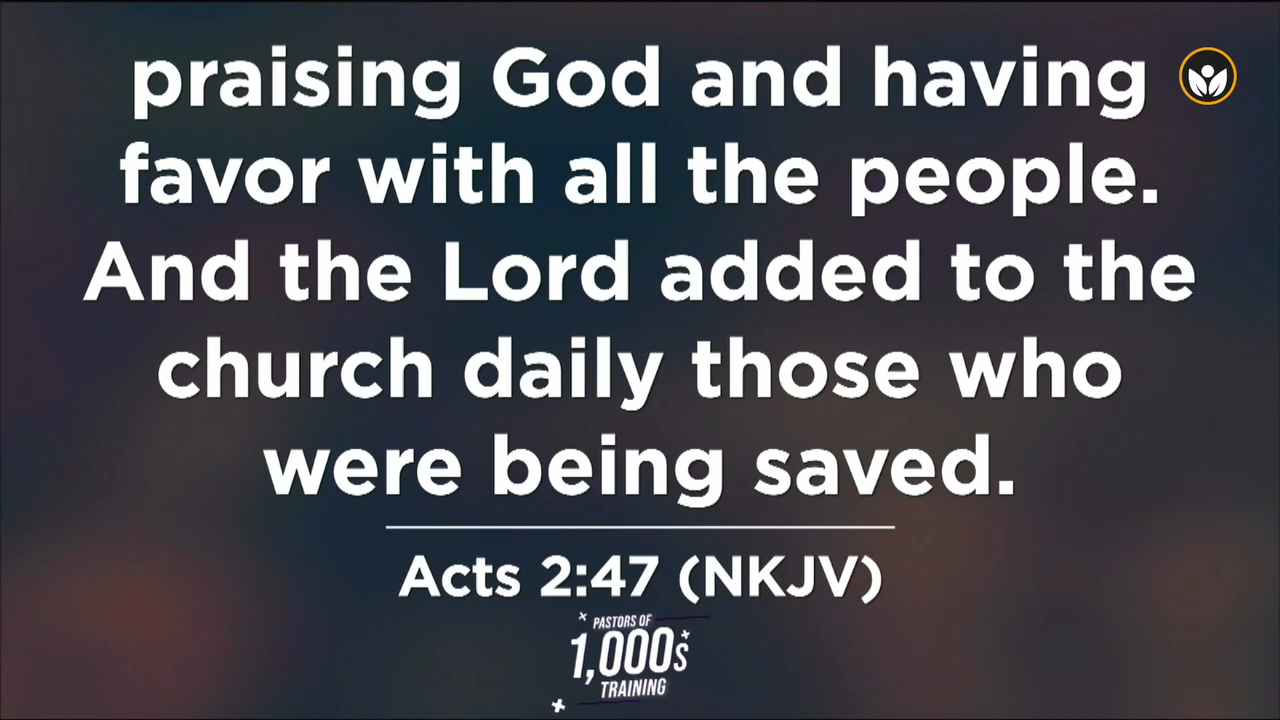 praising God and having
favor with all the people.
And the Lord added to the
church daily those who
were being saved.
Acts 2:47 (NKJV)
PASTORS OF
1,000s
TRAINING